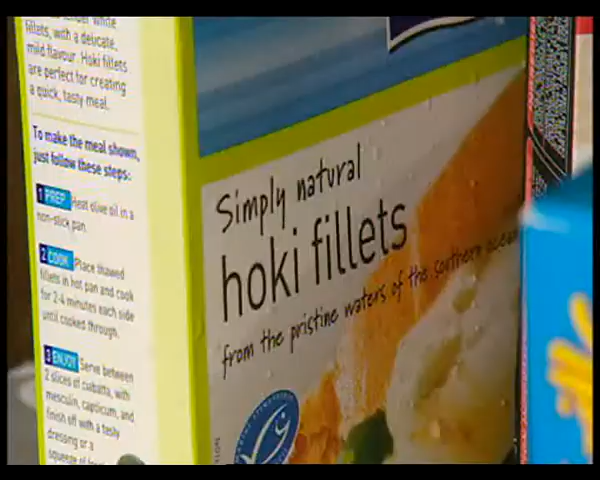 fillets, with a delicate,
mild flavour. Hoki fillets
are perfect for creating
a quick, tasty meal.
To make the meal shown,
just follow these steps:
1 PREP Heat olive oil in a
non-stick pan.
2 COOK Place thawed
fillets in hot pan and cook
for 2-4 minutes each side
until cooked through.
3 ENJOY Serve between
2 slices of ciabatta, with
mesculin, capsicum, and
finish off with a tasty
dressing or a
squeeze of
Simply natural
hoki fillets
from the pristine waters of the southern ocean